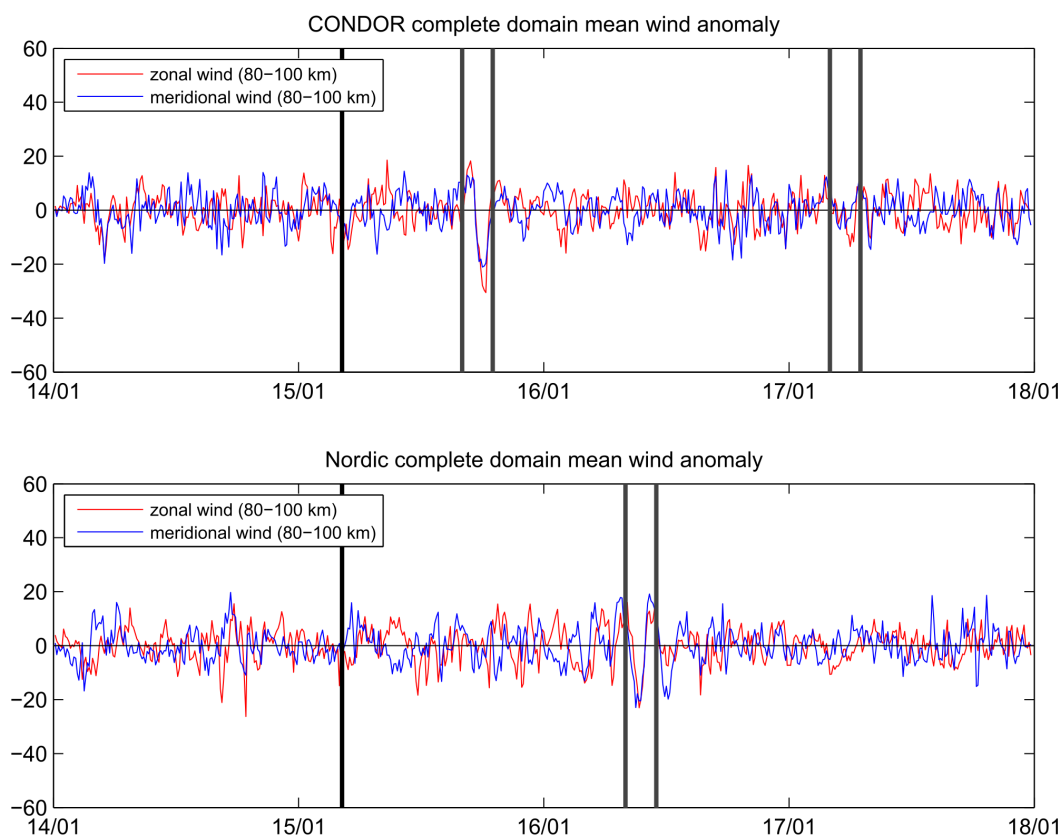 CONDOR complete domain mean wind anomaly
60
40
20
0
−20
−40
−60
zonal wind (80−100 km)
meridional wind (80−100 km)
14/01 15/01 16/01 17/01 18/01
Nordic complete domain mean wind anomaly
60
40
20
0
−20
−40
−60
zonal wind (80−100 km)
meridional wind (80−100 km)
14/01 15/01 16/01 17/01 18/01